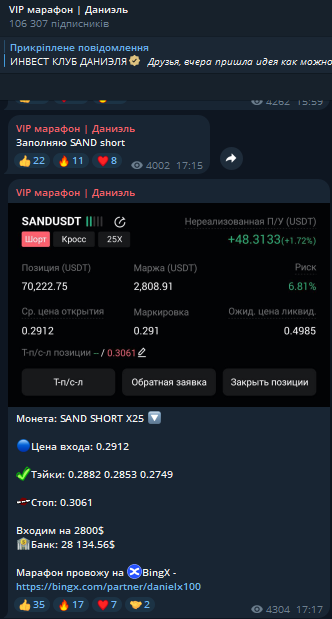 VIP марафон | Даниэль
106 307 підписників
Прикріплене повідомлення
ИНВЕСТ КЛУБ ДАНИЭЛЯ Друзья, вчера пришла идея как можно
4262 15:59
VIP марафон | Даниэль
Заполняю SAND short
22 11 8 4002 17:15
VIP марафон | Даниэль
SANDUSDT Нереализованная П/У (USDT)
Шорт Кросс 25X +48.3133(+1.72%)
Позиция (USDT) Маржа (USDT) Риск
70,222.75 2,808.91 6.81%
Ср. цена открытия Маркировка Ожид. цена ликвид.
0.2912 0.291 0.4985
Т-п/с-л позиции -- / 0.3061
Т-п/с-л Обратная заявка Закрыть позиции
Монета: SAND SHORT X25
Цена входа: 0.2912
Тэйки: 0.2882 0.2853 0.2749
Стоп: 0.3061
Входим на 2800$
Банк: 28 134.56$
Марафон провожу на BingX -
https://bingx.com/partner/danielx100
35 17 7 2 4304 17:17